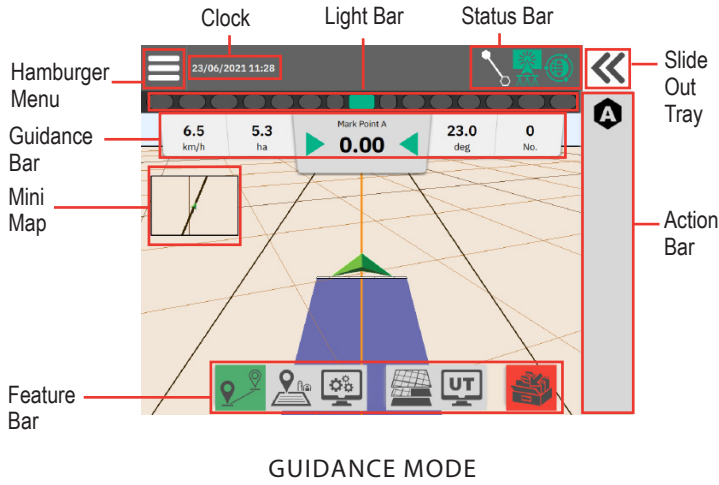 Clock
Light Bar
Status Bar
Hamburger
Menu
23/06/2021 11:28
Slide
Out
Tray
A
Guidance
Bar
6.5
km/h
5.3
ha
Mark Point A
0.00
23.0
deg
0
No.
Mini
Map
Action
Bar
Feature
Bar
UT
GUIDANCE MODE